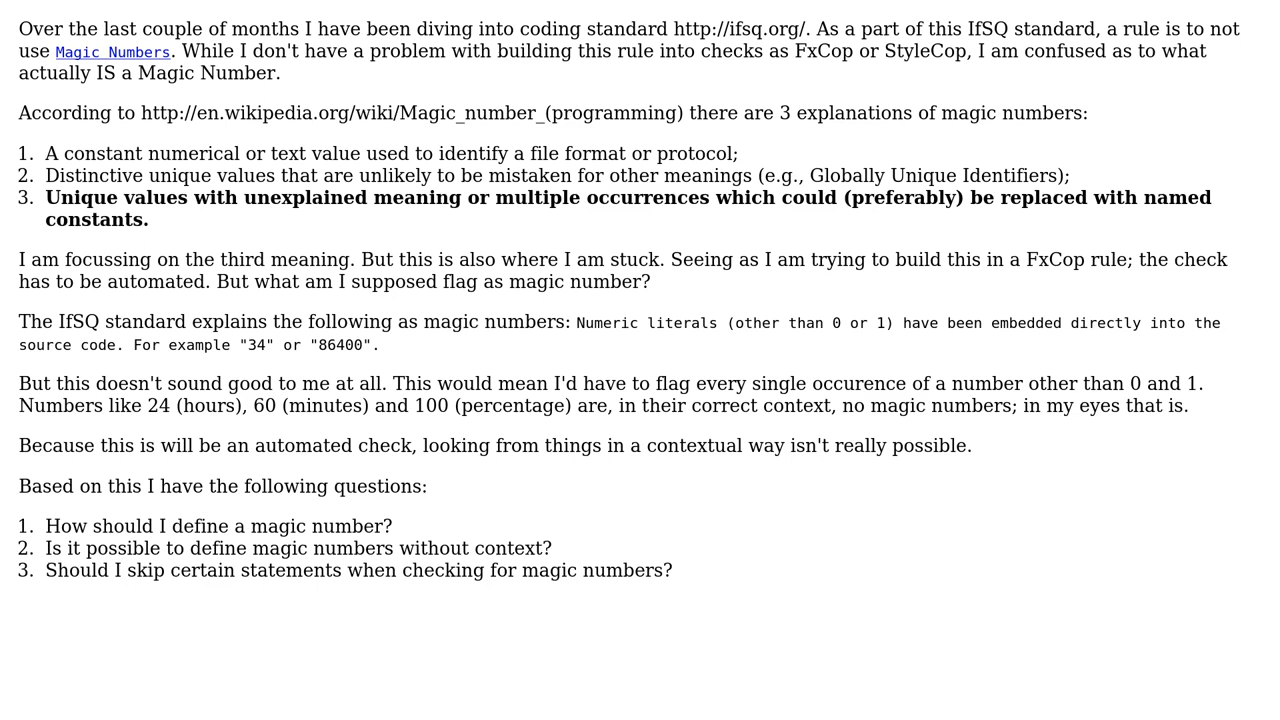 Over the last couple of months I have been diving into coding standard http://ifsq.org/. As a part of this IfSQ standard, a rule is to not
use Magic Numbers. While I don't have a problem with building this rule into checks as FxCop or StyleCop, I am confused as to what
actually IS a Magic Number.
According to http://en.wikipedia.org/wiki/Magic_number_(programming) there are 3 explanations of magic numbers:
1. A constant numerical or text value used to identify a file format or protocol;
2. Distinctive unique values that are unlikely to be mistaken for other meanings (e.g., Globally Unique Identifiers);
3. Unique values with unexplained meaning or multiple occurrences which could (preferably) be replaced with named
constants.
I am focussing on the third meaning. But this is also where I am stuck. Seeing as I am trying to build this in a FxCop rule; the check
has to be automated. But what am I supposed flag as magic number?
The IfSQ standard explains the following as magic numbers: Numeric literals (other than 0 or 1) have been embedded directly into the
source code. For example "34" or "86400".
But this doesn't sound good to me at all. This would mean I'd have to flag every single occurence of a number other than 0 and 1.
Numbers like 24 (hours), 60 (minutes) and 100 (percentage) are, in their correct context, no magic numbers; in my eyes that is.
Because this is will be an automated check, looking from things in a contextual way isn't really possible.
Based on this I have the following questions:
1. How should I define a magic number?
2. Is it possible to define magic numbers without context?
3. Should I skip certain statements when checking for magic numbers?